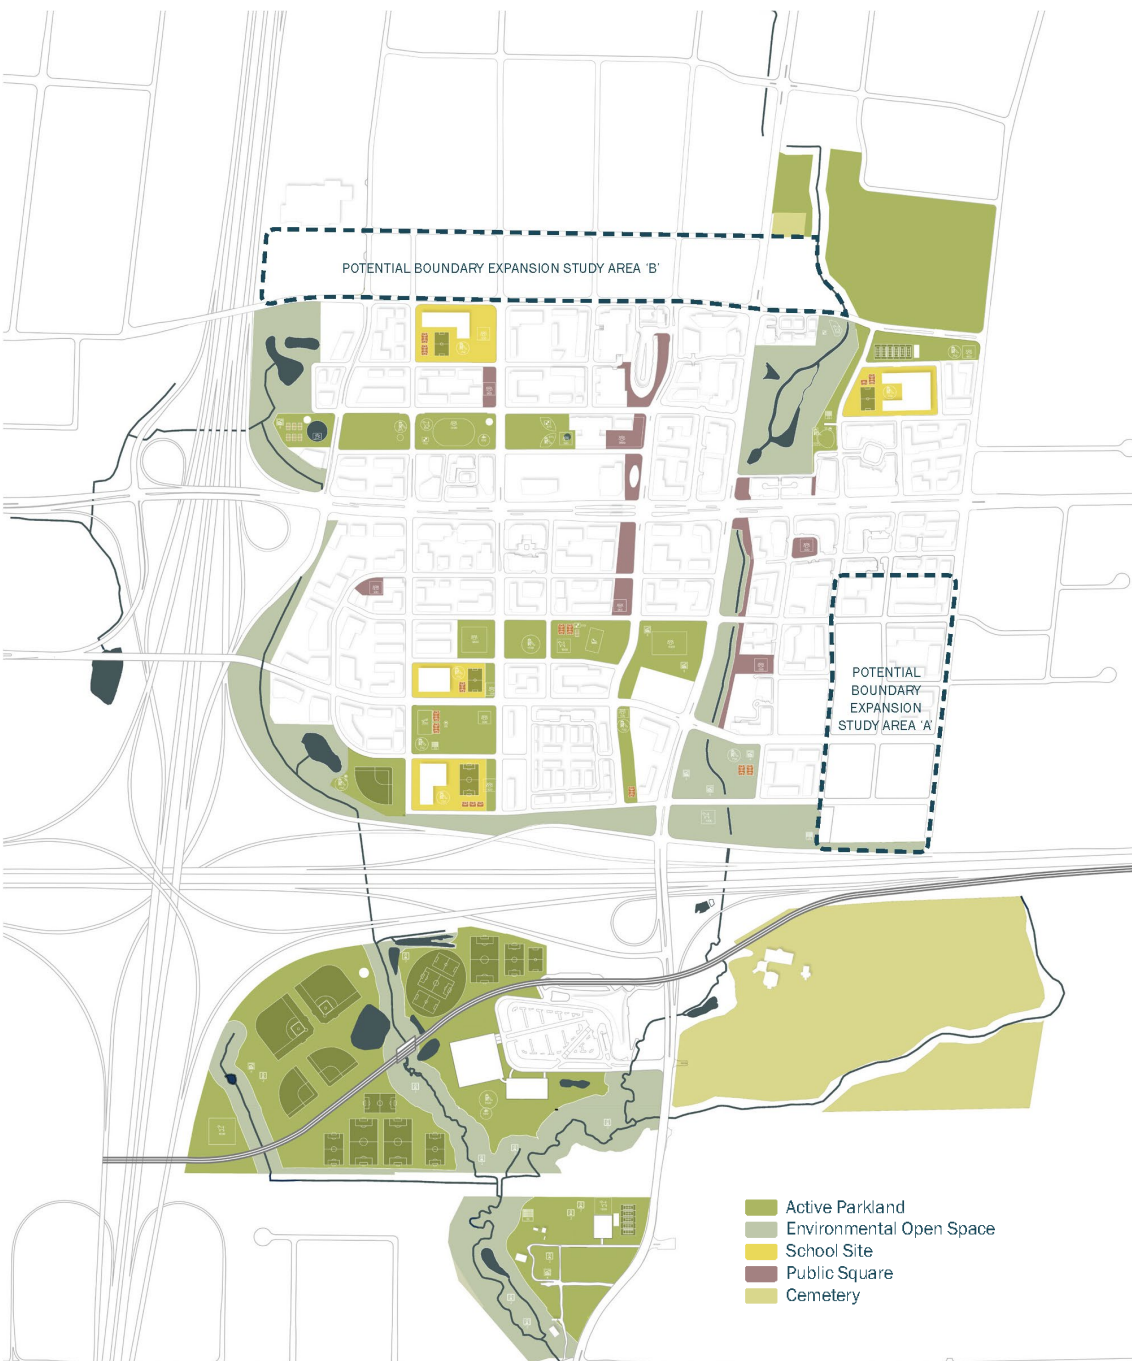 POTENTIAL BOUNDARY EXPANSION STUDY AREA 'B'
POTENTIAL
BOUNDARY
EXPANSION
STUDY AREA 'A'
Active Parkland
Environmental Open Space
School Site
Public Square
Cemetery